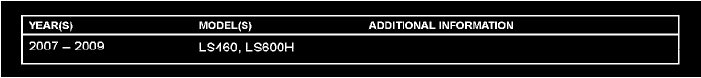 YEAR(S) MODEL(S) ADDITIONAL INFORMATION
2007 – 2009 LS460, LS600H